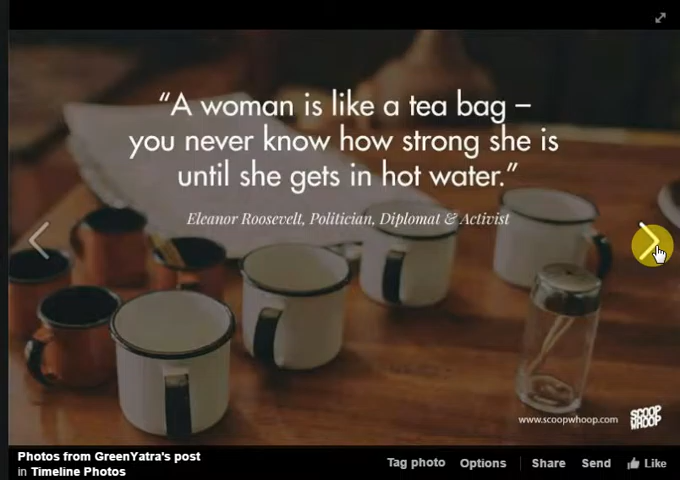 “A woman is like a tea bag –
you never know how strong she is
until she gets in hot water.”
Eleanor Roosevelt, Politician, Diplomat & Activist
www.scoopwhoop.com
SCOOP
WHOOP
Photos from GreenYatra's post
in Timeline Photos
Tag photo Options Share Send Like